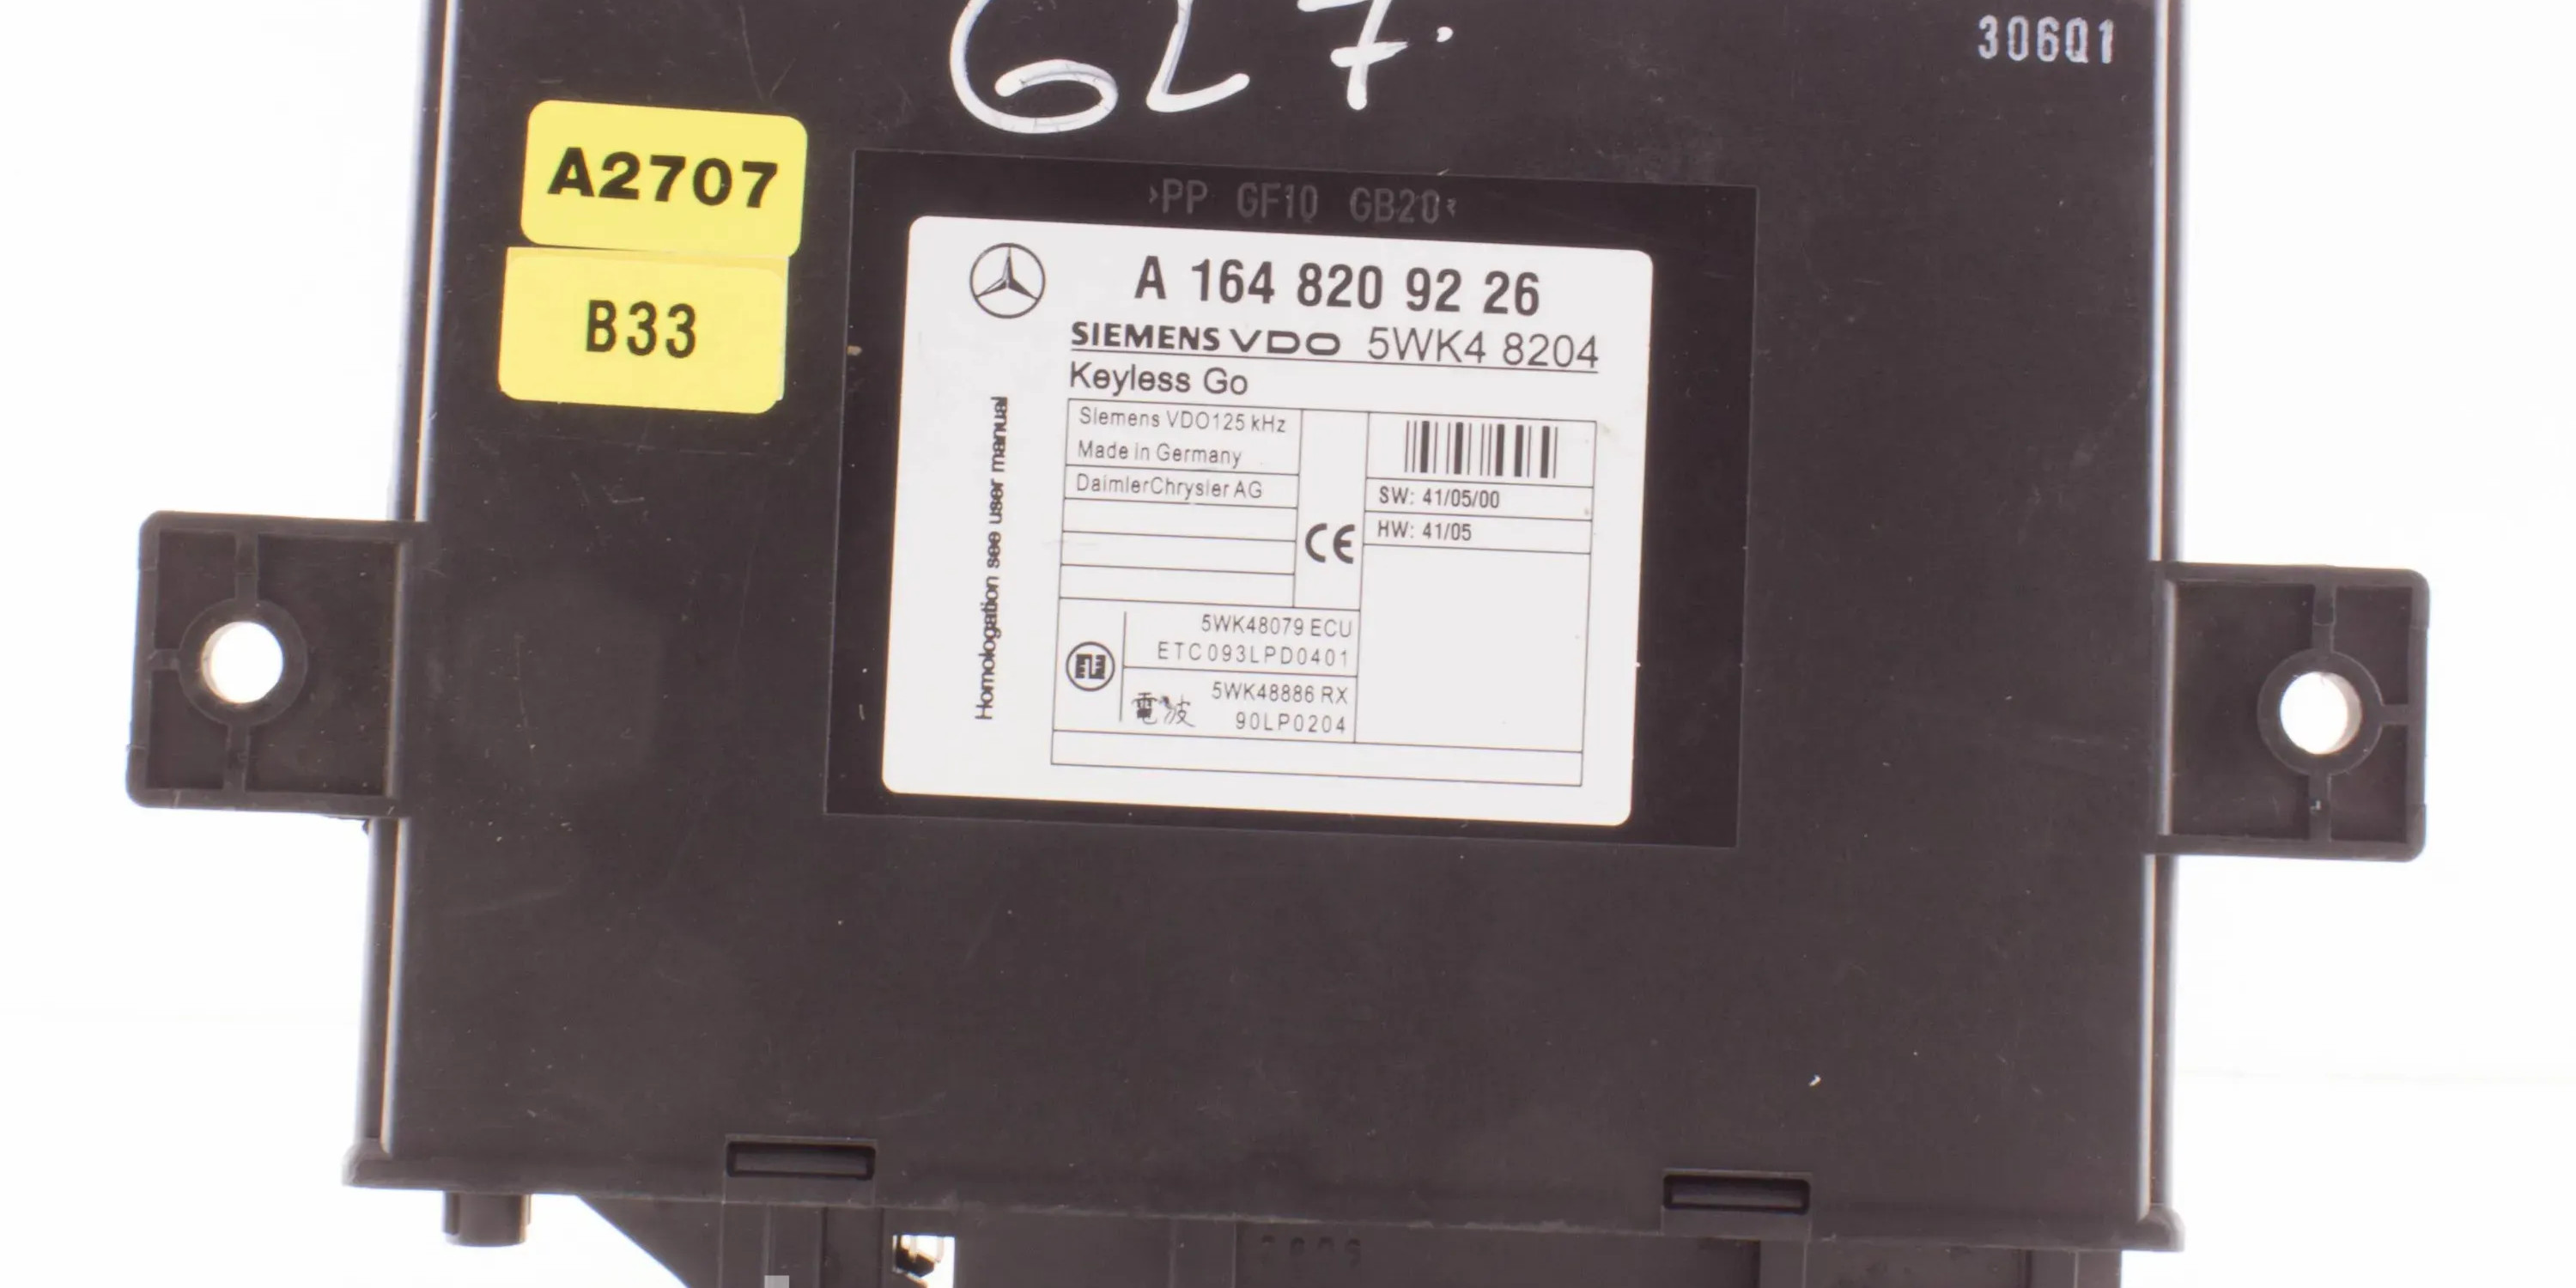 GL7.
306Q1
A2707
B33
>PP GF10 GB20<
A 164 820 92 26
SIEMENS VDO 5WK4 8204
Keyless Go
Siemens VDO125 kHz
Made in Germany
DaimlerChrysler AG
SW: 41/05/00
HW: 41/05
CE
Homologation see user manual
5WK48079 ECU
ETC093LPD0401
5WK48886 RX
電波
90LP0204